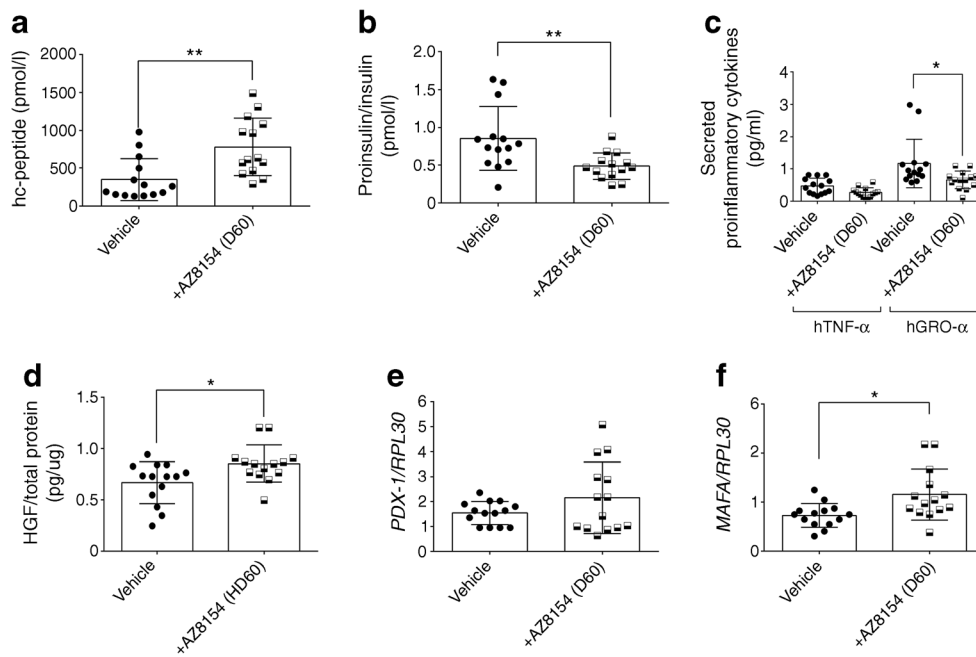 a
hc-peptide (pmol/l)
2000
1500
1000
500
0
**
Vehicle
+AZ8154 (D60)
b
Proinsulin/insulin
(pmol/l)
2.0
1.5
1.0
0.5
0.0
**
Vehicle
+AZ8154 (D60)
c
Secreted
proinflammatory cytokines
(pg/ml)
4
3
2
1
0
*
Vehicle
+AZ8154 (D60)
Vehicle
+AZ8154 (D60)
hTNF-α
hGRO-α
d
HGF/total protein
(pg/ug)
1.5
1.0
0.5
0
*
Vehicle
+AZ8154 (HD60)
e
PDX-1/RPL30
6
5
4
3
2
1
0
Vehicle
+AZ8154 (D60)
f
MAFA/RPL30
6
2
1
0
*
Vehicle
+AZ8154 (D60)